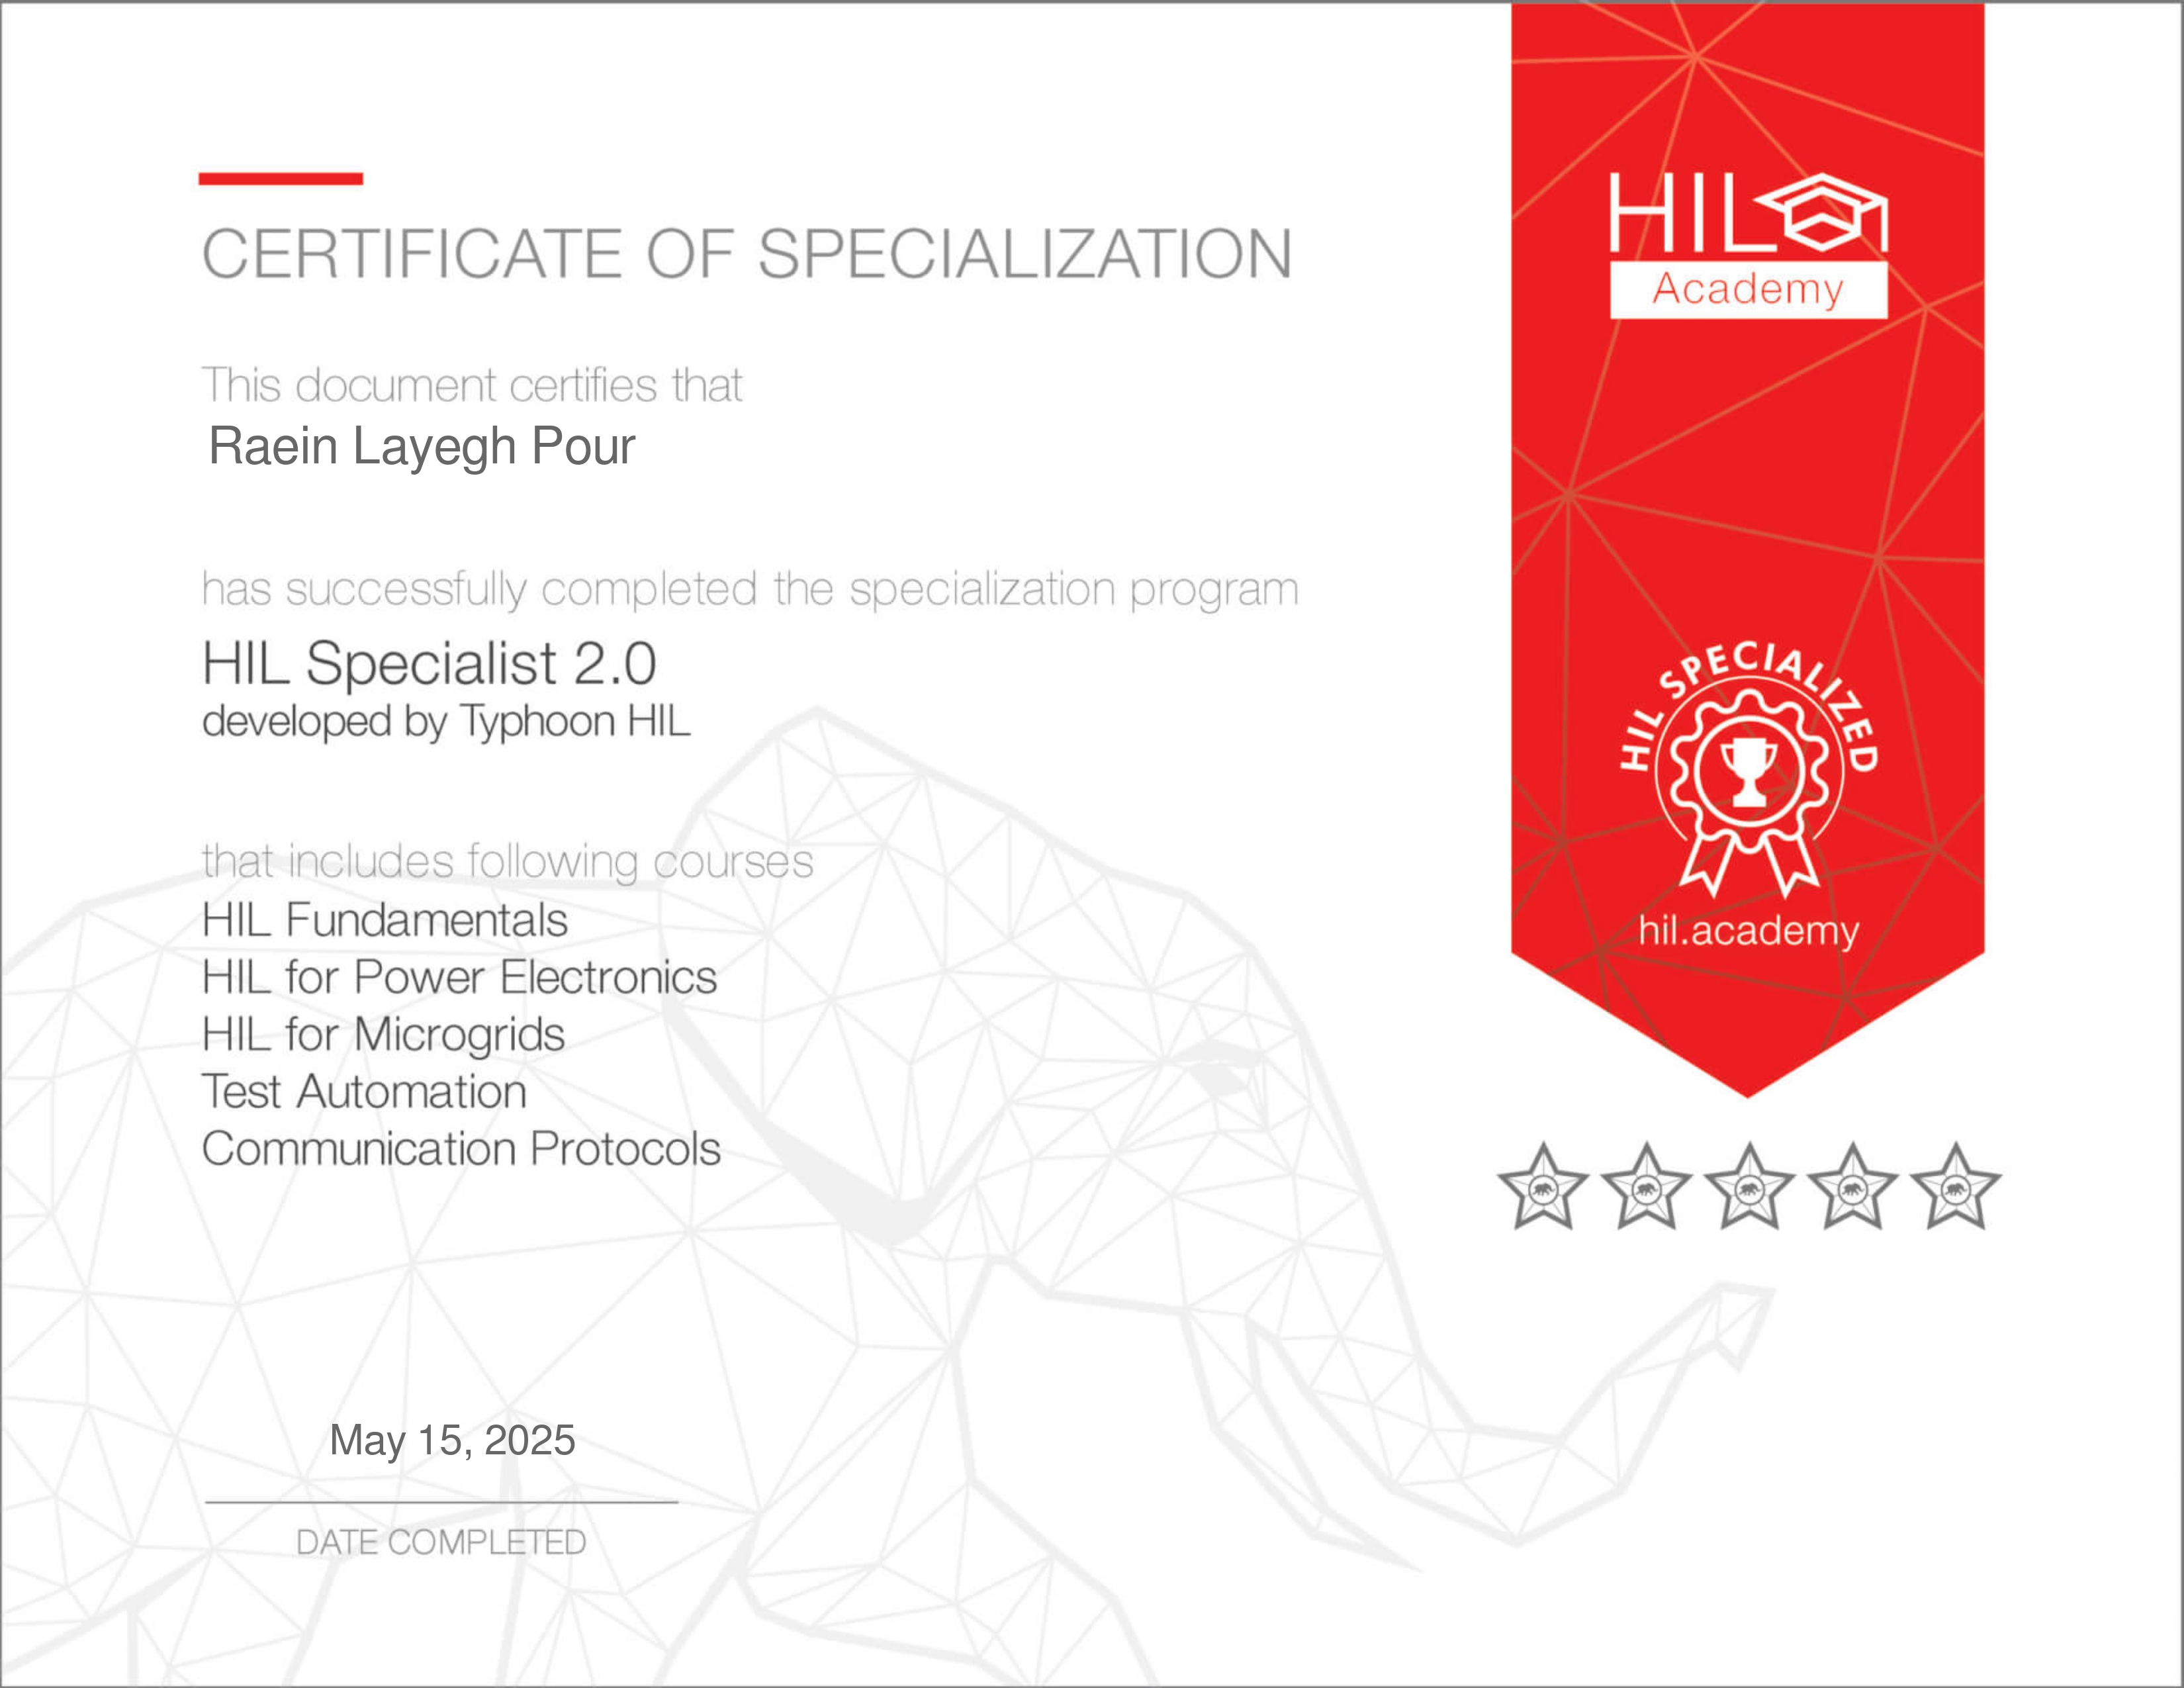 CERTIFICATE OF SPECIALIZATION
This document certifies that
Raein Layegh Pour
has successfully completed the specialization program
HIL Specialist 2.0
developed by Typhoon HIL
that includes following courses
HIL Fundamentals
HIL for Power Electronics
HIL for Microgrids
Test Automation
Communication Protocols
May 15, 2025
DATE COMPLETED
HIL
Academy
HIL SPECIALIZED
hil.academy